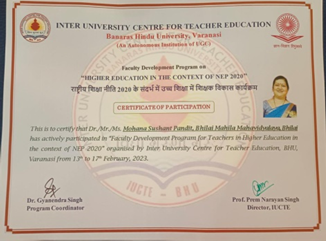 INTER UNIVERSITY CENTRE FOR TEACHER EDUCATION
Banaras Hindu University, Varanasi
(An Autonomous Institution of UGC)
Faculty Development Program on
"HIGHER EDUCATION IN THE CONTEXT OF NEP 2020"
राष्ट्रीय शिक्षा नीति 2020 के संदर्भ में उच्च शिक्षा में शिक्षक विकास कार्यक्रम
CERTIFICATE OF PARTICIPATION
This is to certify that Dr./Mr./Ms. Mohana Sushant Pandit, Bhilai Mahila Mahavidyalaya, Bhilai
has actively participated in "Faculty Development Program for Teachers in Higher Education in
the context of NEP 2020" organised by Inter University Centre for Teacher Education, BHU,
Varanasi from 13th to 17th February, 2023.
IUCTE - BHU
Dr. Gyanendra Singh
Program Coordinator
Prof. Prem Narayan Singh
Director, IUCTE